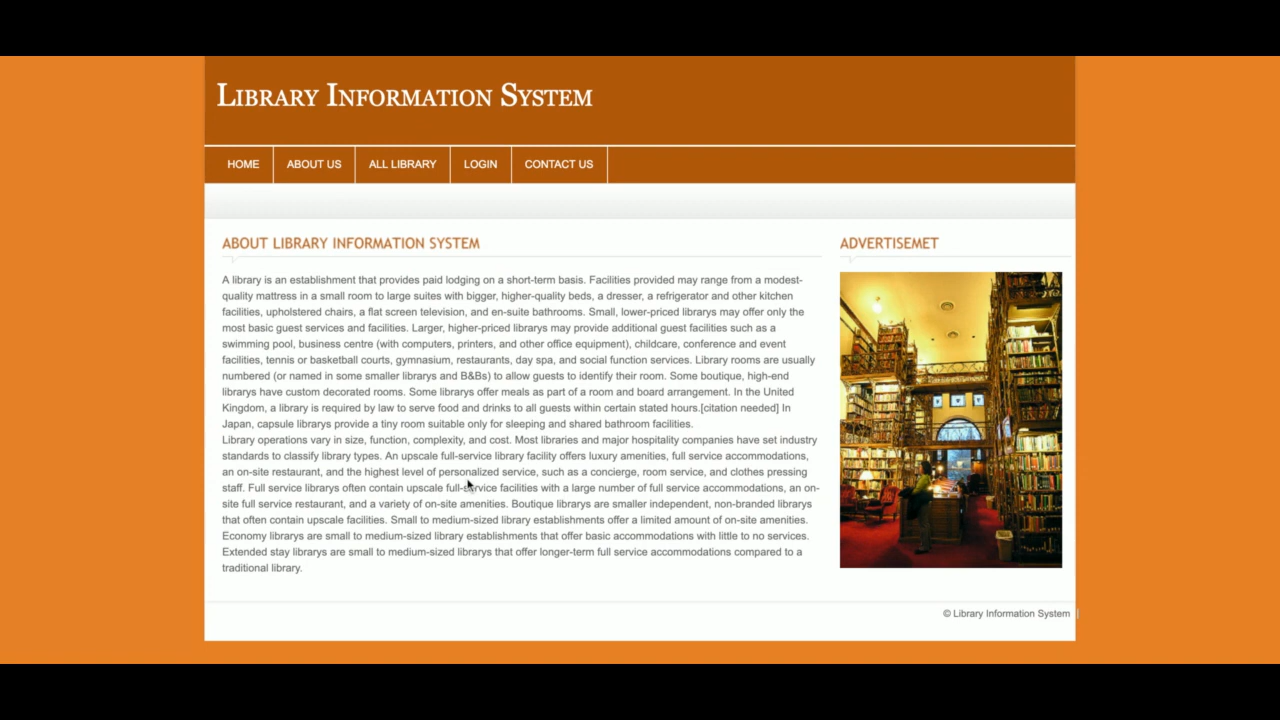 Library Information System
HOME ABOUT US ALL LIBRARY LOGIN CONTACT US
ABOUT LIBRARY INFORMATION SYSTEM
A library is an establishment that provides paid lodging on a short-term basis. Facilities provided may range from a modest-
quality mattress in a small room to large suites with bigger, higher-quality beds, a dresser, a refrigerator and other kitchen
facilities, upholstered chairs, a flat screen television, and en-suite bathrooms. Small, lower-priced librarys may offer only the
most basic guest services and facilities. Larger, higher-priced librarys may provide additional guest facilities such as a
swimming pool, business centre (with computers, printers, and other office equipment), childcare, conference and event
facilities, tennis or basketball courts, gymnasium, restaurants, day spa, and social function services. Library rooms are usually
numbered (or named in some smaller librarys and B&Bs) to allow guests to identify their room. Some boutique, high-end
librarys have custom decorated rooms. Some librarys offer meals as part of a room and board arrangement. In the United
Kingdom, a library is required by law to serve food and drinks to all guests within certain stated hours.[citation needed] In
Japan, capsule librarys provide a tiny room suitable only for sleeping and shared bathroom facilities.
Library operations vary in size, function, complexity, and cost. Most libraries and major hospitality companies have set industry
standards to classify library types. An upscale full-service library facility offers luxury amenities, full service accommodations,
an on-site restaurant, and the highest level of personalized service, such as a concierge, room service, and clothes pressing
staff. Full service librarys often contain upscale full-service facilities with a large number of full service accommodations, an on-
site full service restaurant, and a variety of on-site amenities. Boutique librarys are smaller independent, non-branded librarys
that often contain upscale facilities. Small to medium-sized library establishments offer a limited amount of on-site amenities.
Economy librarys are small to medium-sized library establishments that offer basic accommodations with little to no services.
Extended stay librarys are small to medium-sized librarys that offer longer-term full service accommodations compared to a
traditional library.
ADVERTISEMET
© Library Information System |